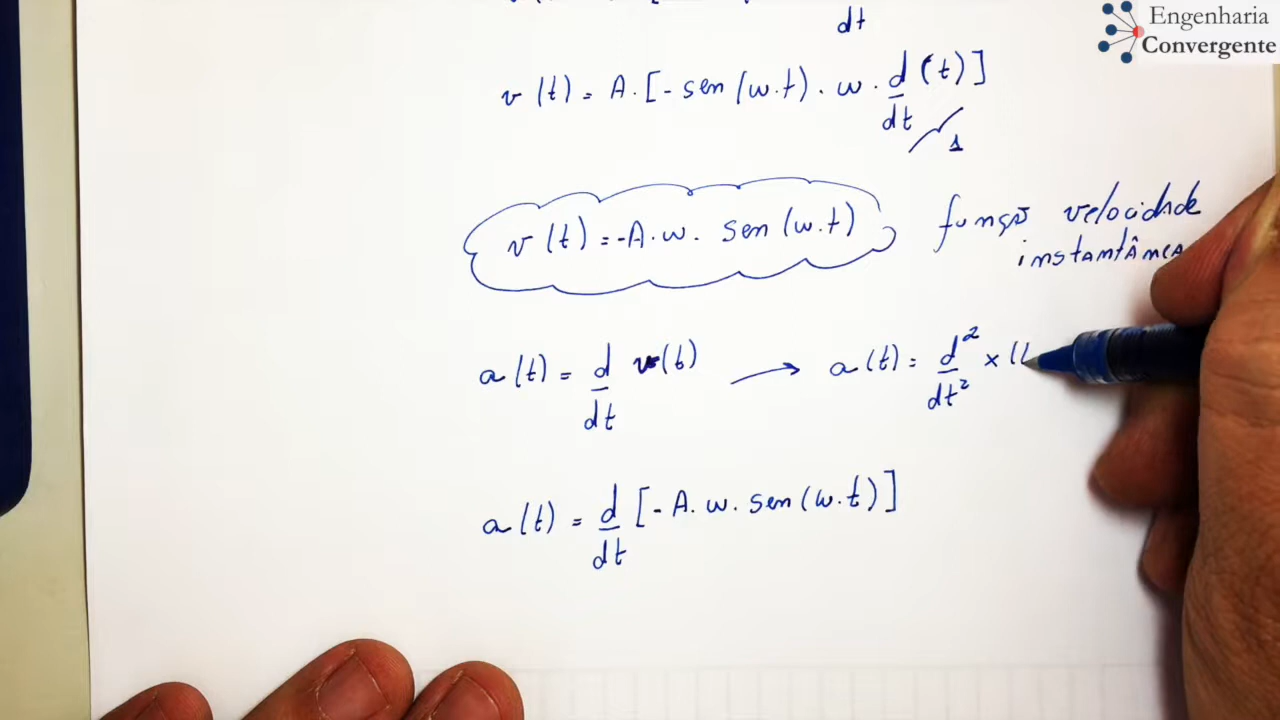 Engenharia
Convergente
dt
v(t) = A.[- sen(w.t) . w . d/dt (t)]
1
v(t) = -A.w. sen(w.t)
função velocidade
instantânea
a(t) = d/dt v(t) → a(t) = d²/dt² x(
a(t) = d/dt [- A. w. sen(w.t)]